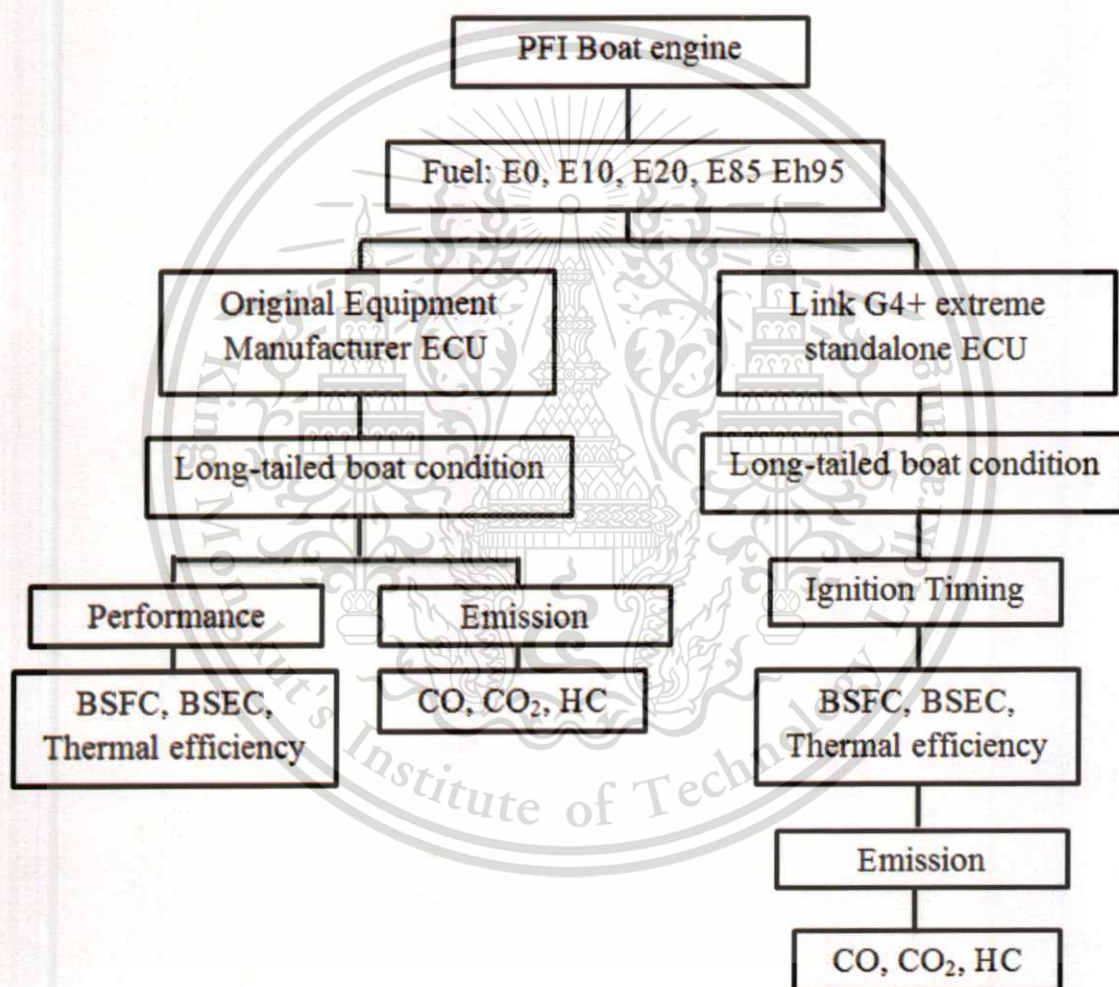 PFI Boat engine
Fuel: E0, E10, E20, E85 Eh95
Original Equipment
Manufacturer ECU
Link G4+ extreme
standalone ECU
Long-tailed boat condition
Long-tailed boat condition
Performance
Emission
Ignition Timing
BSFC, BSEC,
Thermal efficiency
CO, CO₂, HC
BSFC, BSEC,
Thermal efficiency
Emission
CO, CO₂, HC
King Mongkut's Institute of Technology